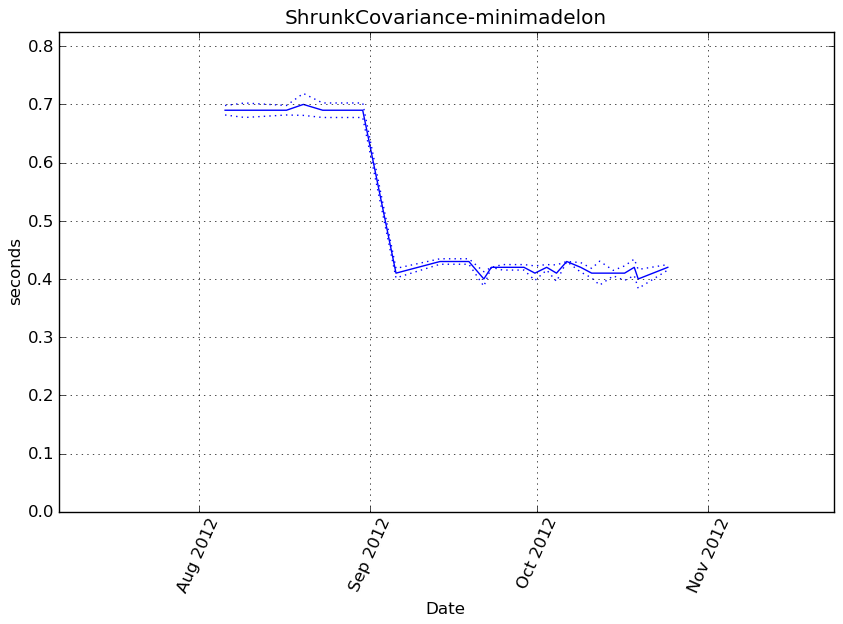 ShrunkCovariance-minimadelon
0.8
0.7
0.6
0.5
0.4
0.3
0.2
0.1
0.0
seconds
Aug 2012
Sep 2012
Oct 2012
Nov 2012
Date